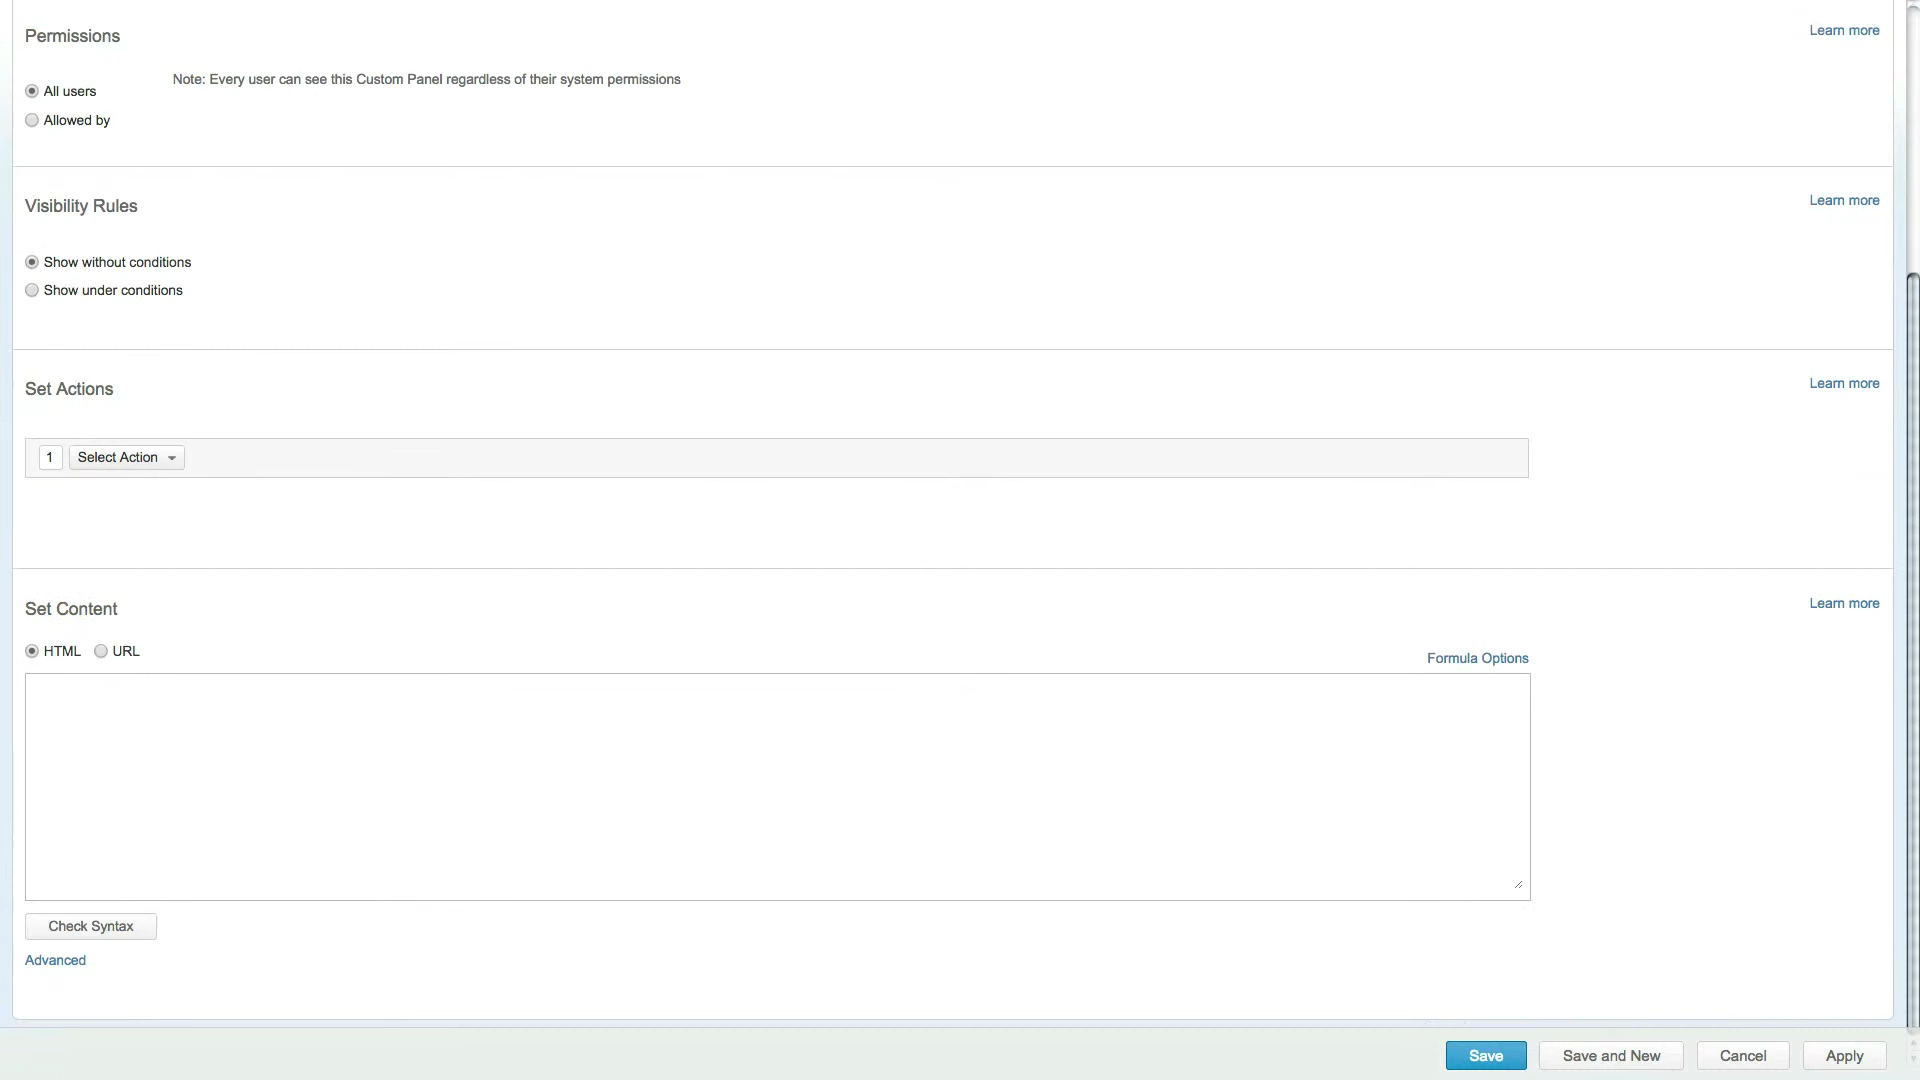 Permissions
Learn more
All users
Note: Every user can see this Custom Panel regardless of their system permissions
Allowed by
Visibility Rules
Learn more
Show without conditions
Show under conditions
Set Actions
Learn more
1 Select Action
Set Content
Learn more
HTML URL
Formula Options
Check Syntax
Advanced
Save Save and New Cancel Apply